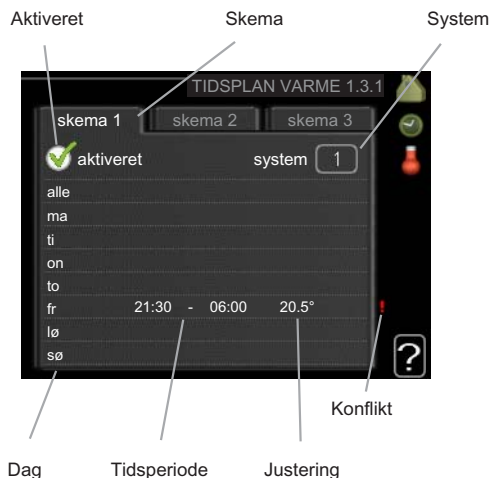 Aktiveret Skema System
TIDSPLAN VARME 1.3.1
skema 1 skema 2 skema 3
aktiveret system 1
alle
ma
ti
on
to
fr 21:30 - 06:00 20.5° !
lø
sø
?
Konflikt
Dag Tidsperiode Justering